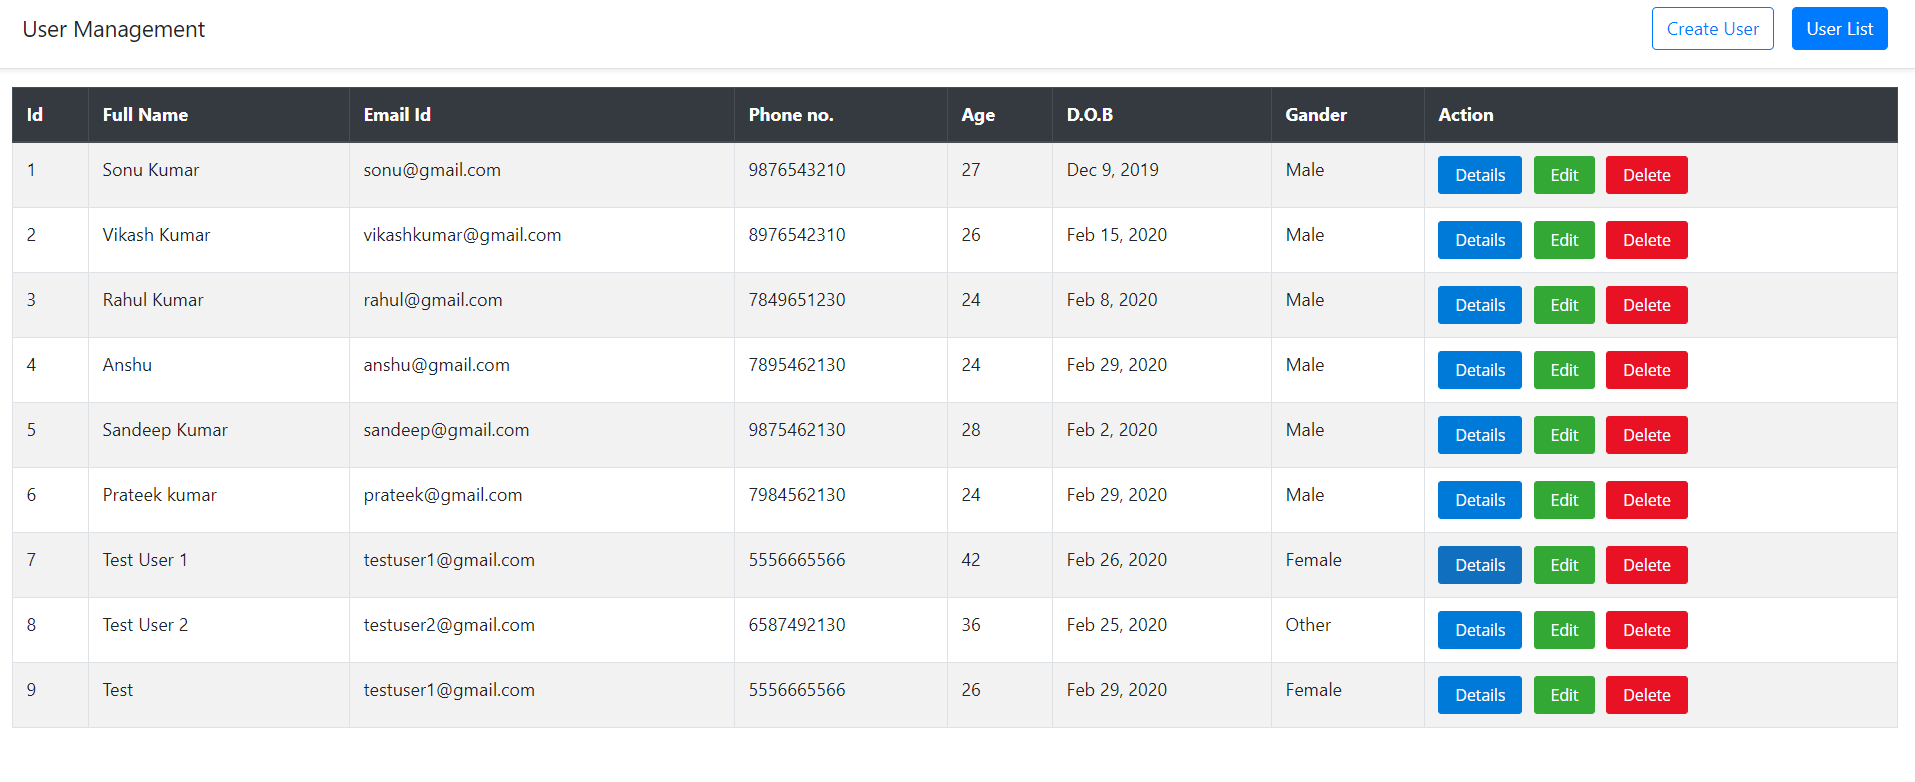 User Management Create User User List
Id Full Name Email Id Phone no. Age D.O.B Gander Action
1 Sonu Kumar sonu@gmail.com 9876543210 27 Dec 9, 2019 Male Details Edit Delete
2 Vikash Kumar vikashkumar@gmail.com 8976542310 26 Feb 15, 2020 Male Details Edit Delete
3 Rahul Kumar rahul@gmail.com 7849651230 24 Feb 8, 2020 Male Details Edit Delete
4 Anshu anshu@gmail.com 7895462130 24 Feb 29, 2020 Male Details Edit Delete
5 Sandeep Kumar sandeep@gmail.com 9875462130 28 Feb 2, 2020 Male Details Edit Delete
6 Prateek kumar prateek@gmail.com 7984562130 24 Feb 29, 2020 Male Details Edit Delete
7 Test User 1 testuser1@gmail.com 5556665566 42 Feb 26, 2020 Female Details Edit Delete
8 Test User 2 testuser2@gmail.com 6587492130 36 Feb 25, 2020 Other Details Edit Delete
9 Test testuser1@gmail.com 5556665566 26 Feb 29, 2020 Female Details Edit Delete